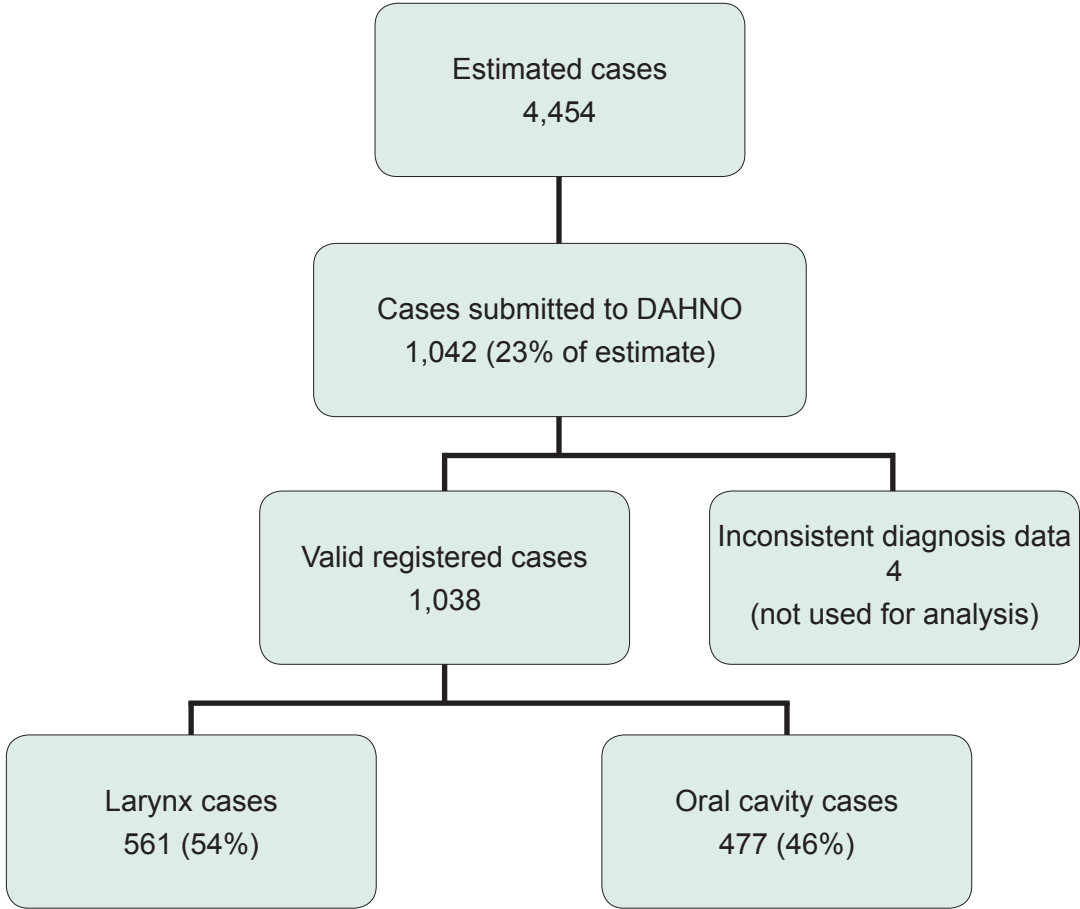 Estimated cases
4,454
Cases submitted to DAHNO
1,042 (23% of estimate)
Valid registered cases
1,038
Inconsistent diagnosis data
4
(not used for analysis)
Larynx cases
561 (54%)
Oral cavity cases
477 (46%)